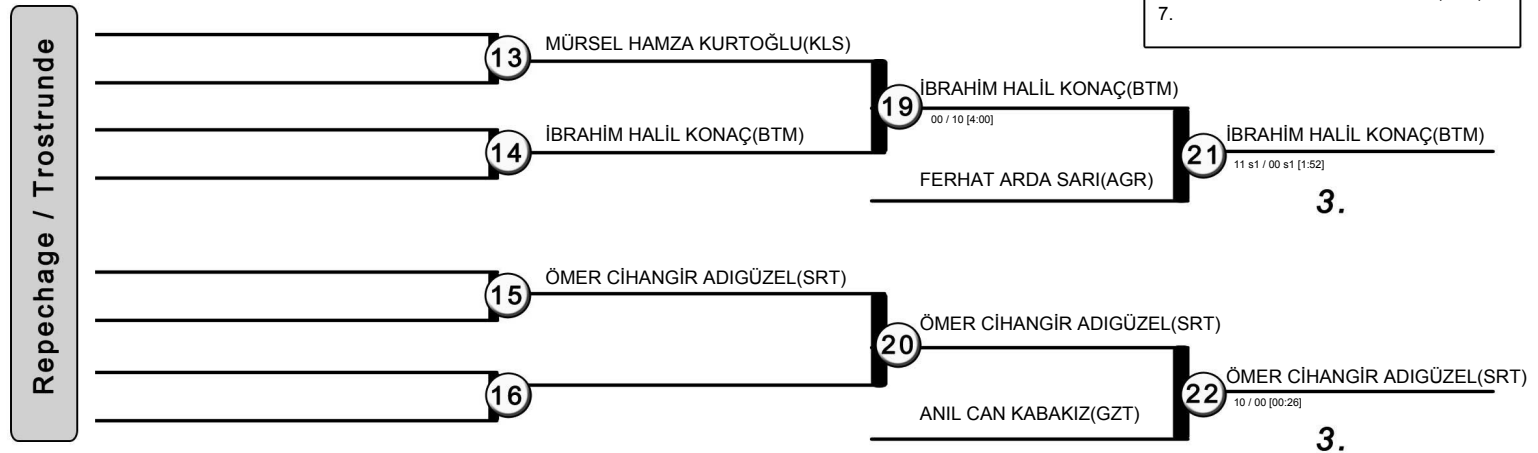 7.
Repechage / Trostrunde
13
MÜRSEL HAMZA KURTOĞLU(KLS)
19
İBRAHİM HALİL KONAÇ(BTM)
00 / 10 [4:00]
14
İBRAHİM HALİL KONAÇ(BTM)
21
İBRAHİM HALİL KONAÇ(BTM)
11 s1 / 00 s1 [1:52]
FERHAT ARDA SARI(AGR)
3.
15
ÖMER CİHANGİR ADIGÜZEL(SRT)
20
ÖMER CİHANGİR ADIGÜZEL(SRT)
16
22
ÖMER CİHANGİR ADIGÜZEL(SRT)
10 / 00 [00:26]
ANIL CAN KABAKIZ(GZT)
3.